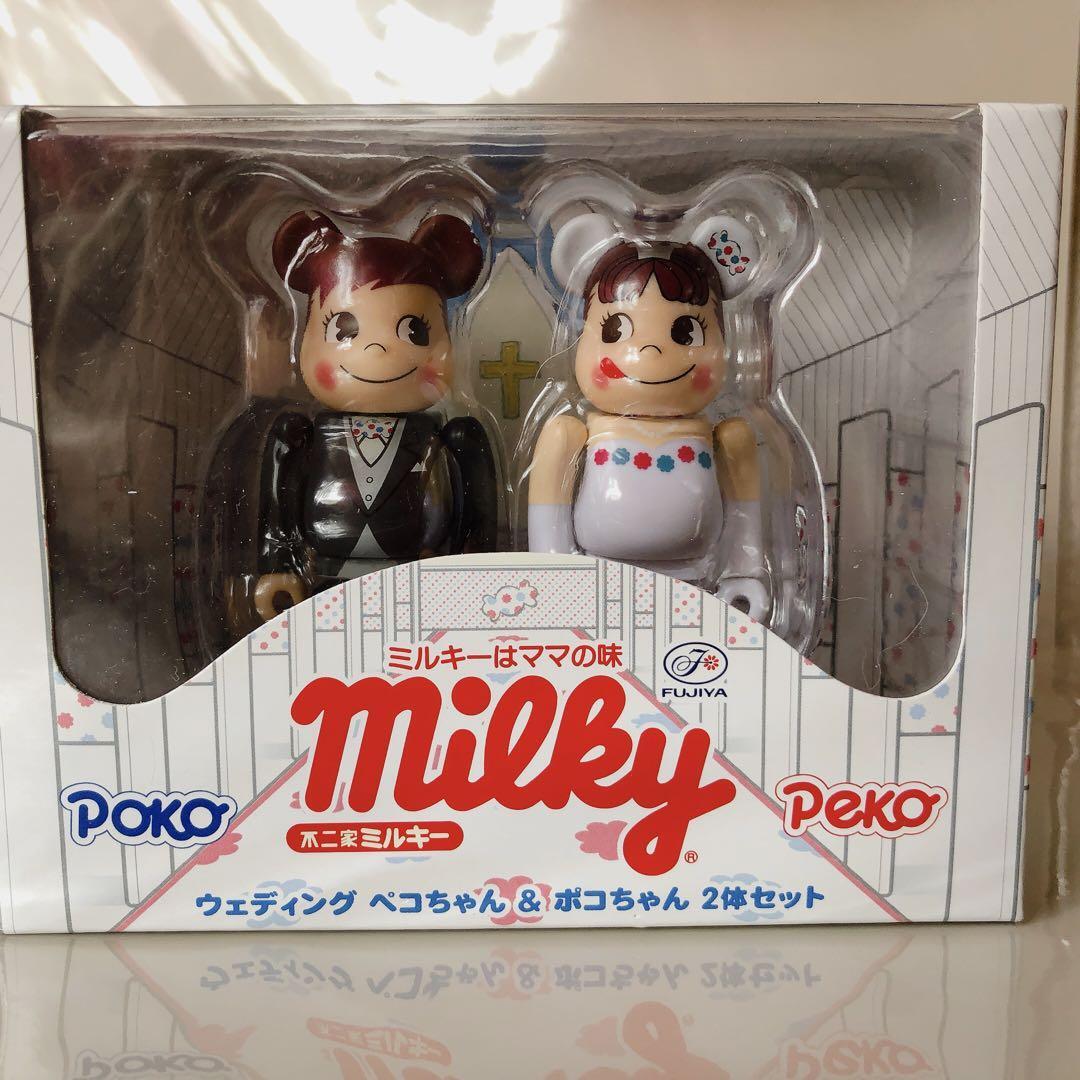 ミルキーはママの味
FUJIYA
milky®
POKO
Peko
不二家ミルキー
ウェディング ペコちゃん & ポコちゃん 2体セット